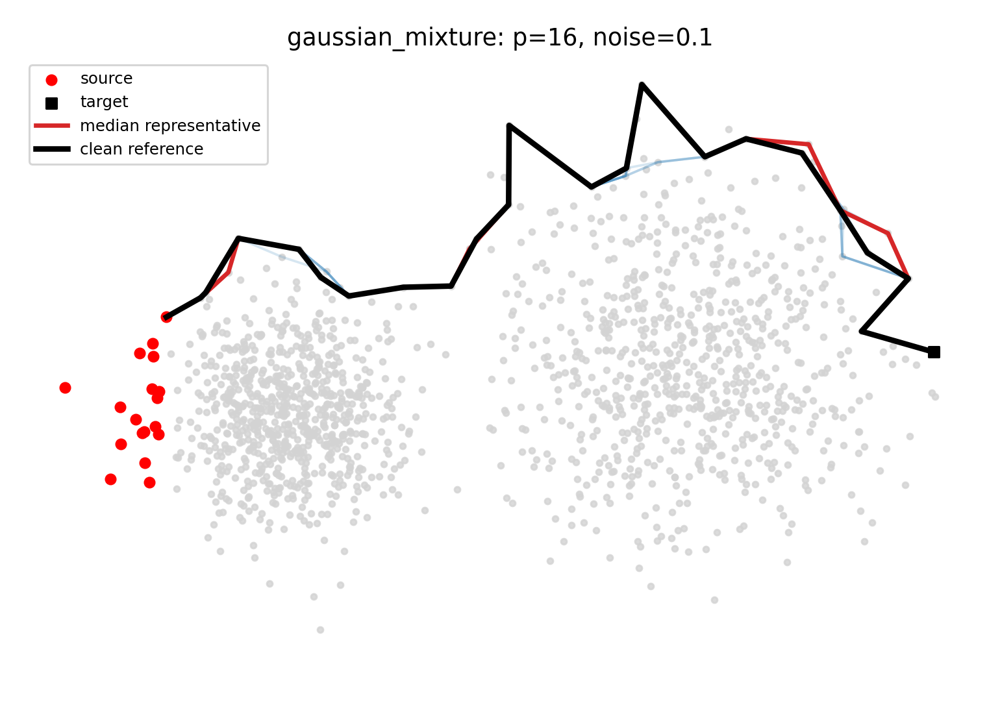 gaussian_mixture: p=16, noise=0.1
source
target
median representative
clean reference